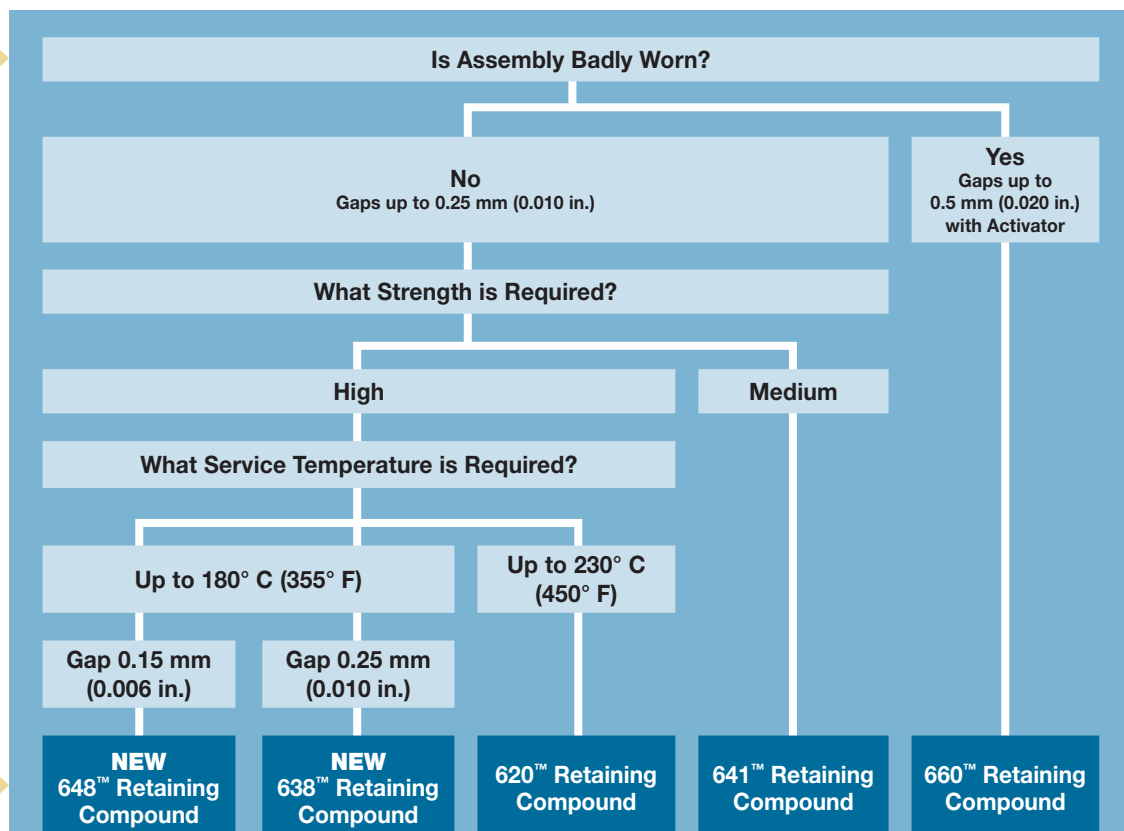 Is Assembly Badly Worn?
No
Gaps up to 0.25 mm (0.010 in.)
Yes
Gaps up to
0.5 mm (0.020 in.)
with Activator
What Strength is Required?
High
Medium
What Service Temperature is Required?
Up to 180° C (355° F)
Up to 230° C
(450° F)
Gap 0.15 mm
(0.006 in.)
Gap 0.25 mm
(0.010 in.)
NEW
648™ Retaining
Compound
NEW
638™ Retaining
Compound
620™ Retaining
Compound
641™ Retaining
Compound
660™ Retaining
Compound